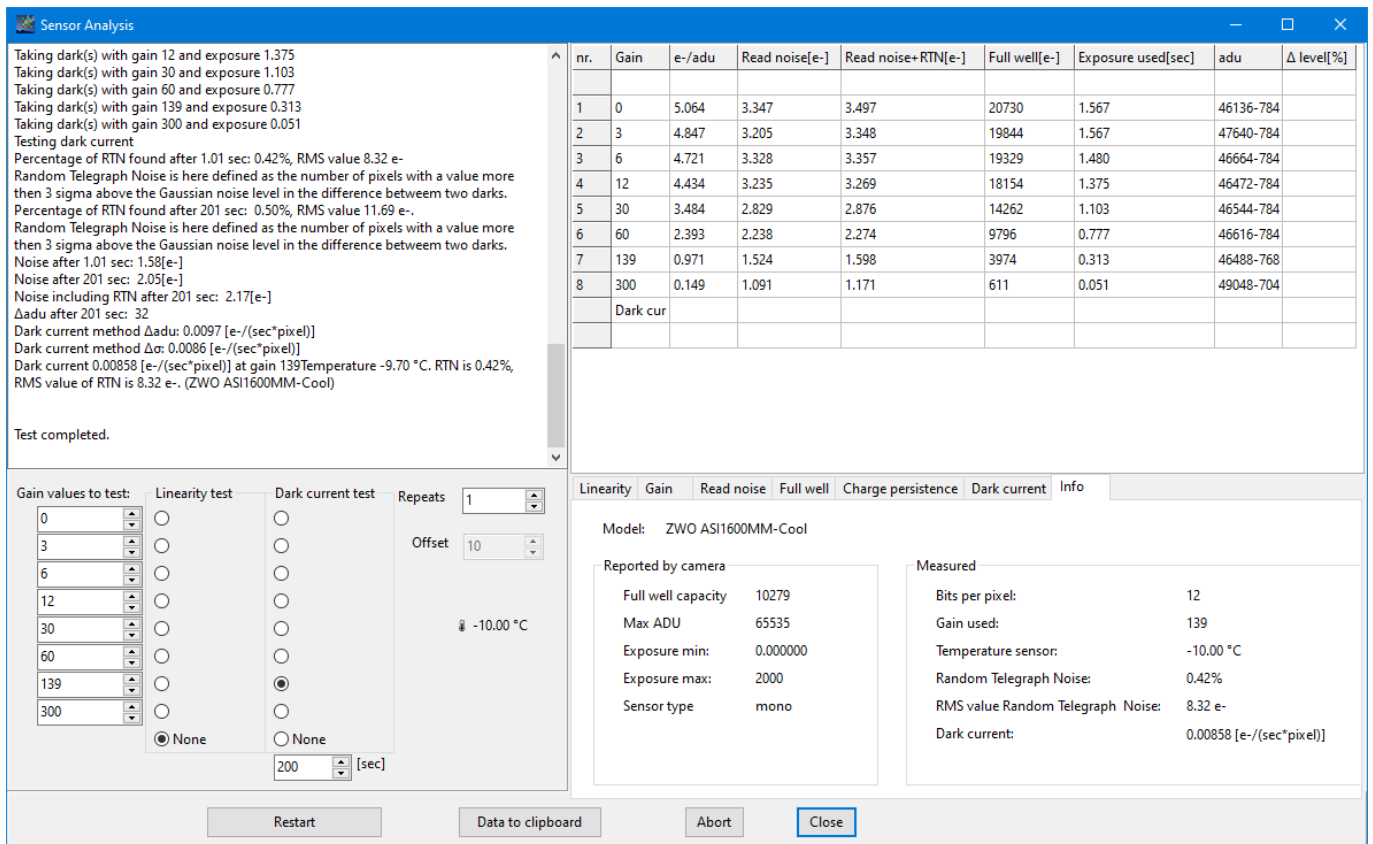 Sensor Analysis
Taking dark(s) with gain 12 and exposure 1.375
Taking dark(s) with gain 30 and exposure 1.103
Taking dark(s) with gain 60 and exposure 0.777
Taking dark(s) with gain 139 and exposure 0.313
Taking dark(s) with gain 300 and exposure 0.051
Testing dark current
Percentage of RTN found after 1.01 sec: 0.42%, RMS value 8.32 e-
Random Telegraph Noise is here defined as the number of pixels with a value more
then 3 sigma above the Gaussian noise level in the difference betweem two darks.
Percentage of RTN found after 201 sec:  0.50%, RMS value 11.69 e-.
Random Telegraph Noise is here defined as the number of pixels with a value more
then 3 sigma above the Gaussian noise level in the difference betweem two darks.
Noise after 1.01 sec: 1.58[e-]
Noise after 201 sec:  2.05[e-]
Noise including RTN after 201 sec:  2.17[e-]
Δadu after 201 sec:  32
Dark current method Δadu: 0.0097 [e-/(sec*pixel)]
Dark current method Δσ: 0.0086 [e-/(sec*pixel)]
Dark current 0.00858 [e-/(sec*pixel)] at gain 139Temperature -9.70 °C. RTN is 0.42%,
RMS value of RTN is 8.32 e-. (ZWO ASI1600MM-Cool)
Test completed.
nr. Gain e-/adu Read noise[e-] Read noise+RTN[e-] Full well[e-] Exposure used[sec] adu Δ level[%]
1 0 5.064 3.347 3.497 20730 1.567 46136-784
2 3 4.847 3.205 3.348 19844 1.567 47640-784
3 6 4.721 3.328 3.357 19329 1.480 46664-784
4 12 4.434 3.235 3.269 18154 1.375 46472-784
5 30 3.484 2.829 2.876 14262 1.103 46544-784
6 60 2.393 2.238 2.274 9796 0.777 46616-784
7 139 0.971 1.524 1.598 3974 0.313 46488-768
8 300 0.149 1.091 1.171 611 0.051 49048-704
Dark cur
Gain values to test: Linearity test Dark current test Repeats 1
0
3 Offset 10
6
12
30 -10.00 °C
60
139
300
None None
200 [sec]
Linearity Gain Read noise Full well Charge persistence Dark current Info
Model: ZWO ASI1600MM-Cool
Reported by camera
Full well capacity 10279
Max ADU 65535
Exposure min: 0.000000
Exposure max: 2000
Sensor type mono
Measured
Bits per pixel: 12
Gain used: 139
Temperature sensor: -10.00 °C
Random Telegraph Noise: 0.42%
RMS value Random Telegraph  Noise: 8.32 e-
Dark current: 0.00858 [e-/(sec*pixel)]
Restart Data to clipboard Abort Close